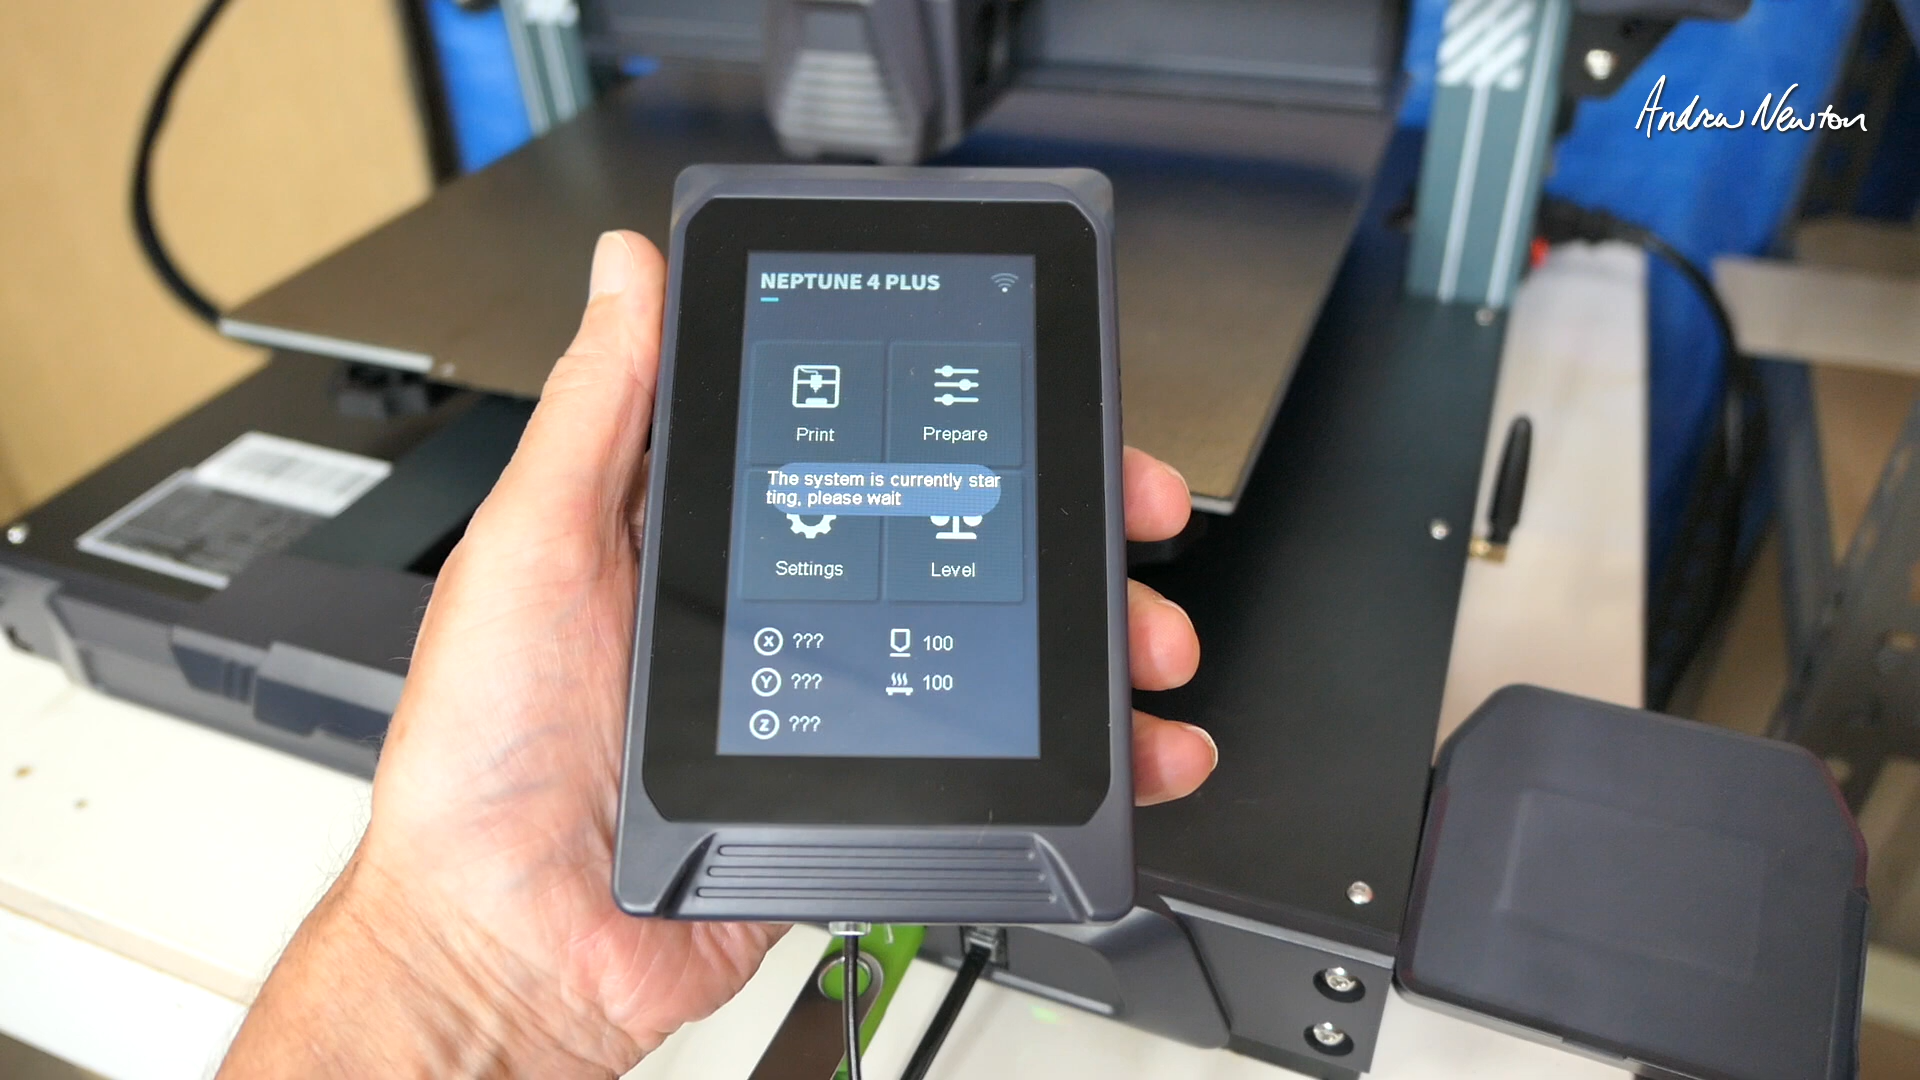 Andrew Newton
NEPTUNE 4 PLUS
Print
Prepare
The system is currently star
ting, please wait
Settings
Level
X ???
100
Y ???
100
Z ???